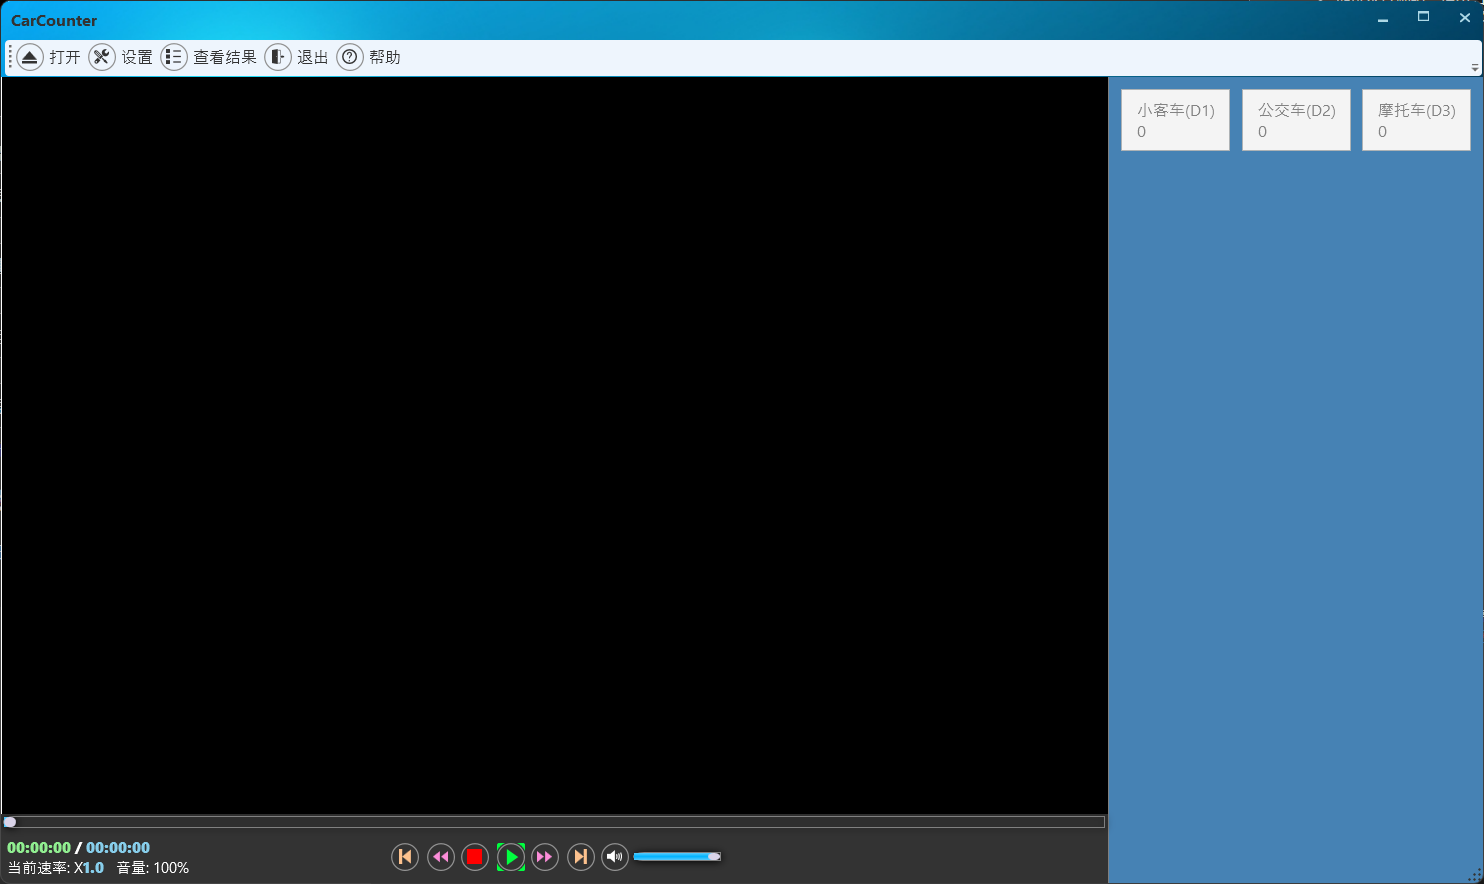 CarCounter
打开 设置 查看结果 退出 帮助
小客车(D1) 公交车(D2) 摩托车(D3)
0 0 0
00:00:00 / 00:00:00
当前速率: X1.0 音量: 100%